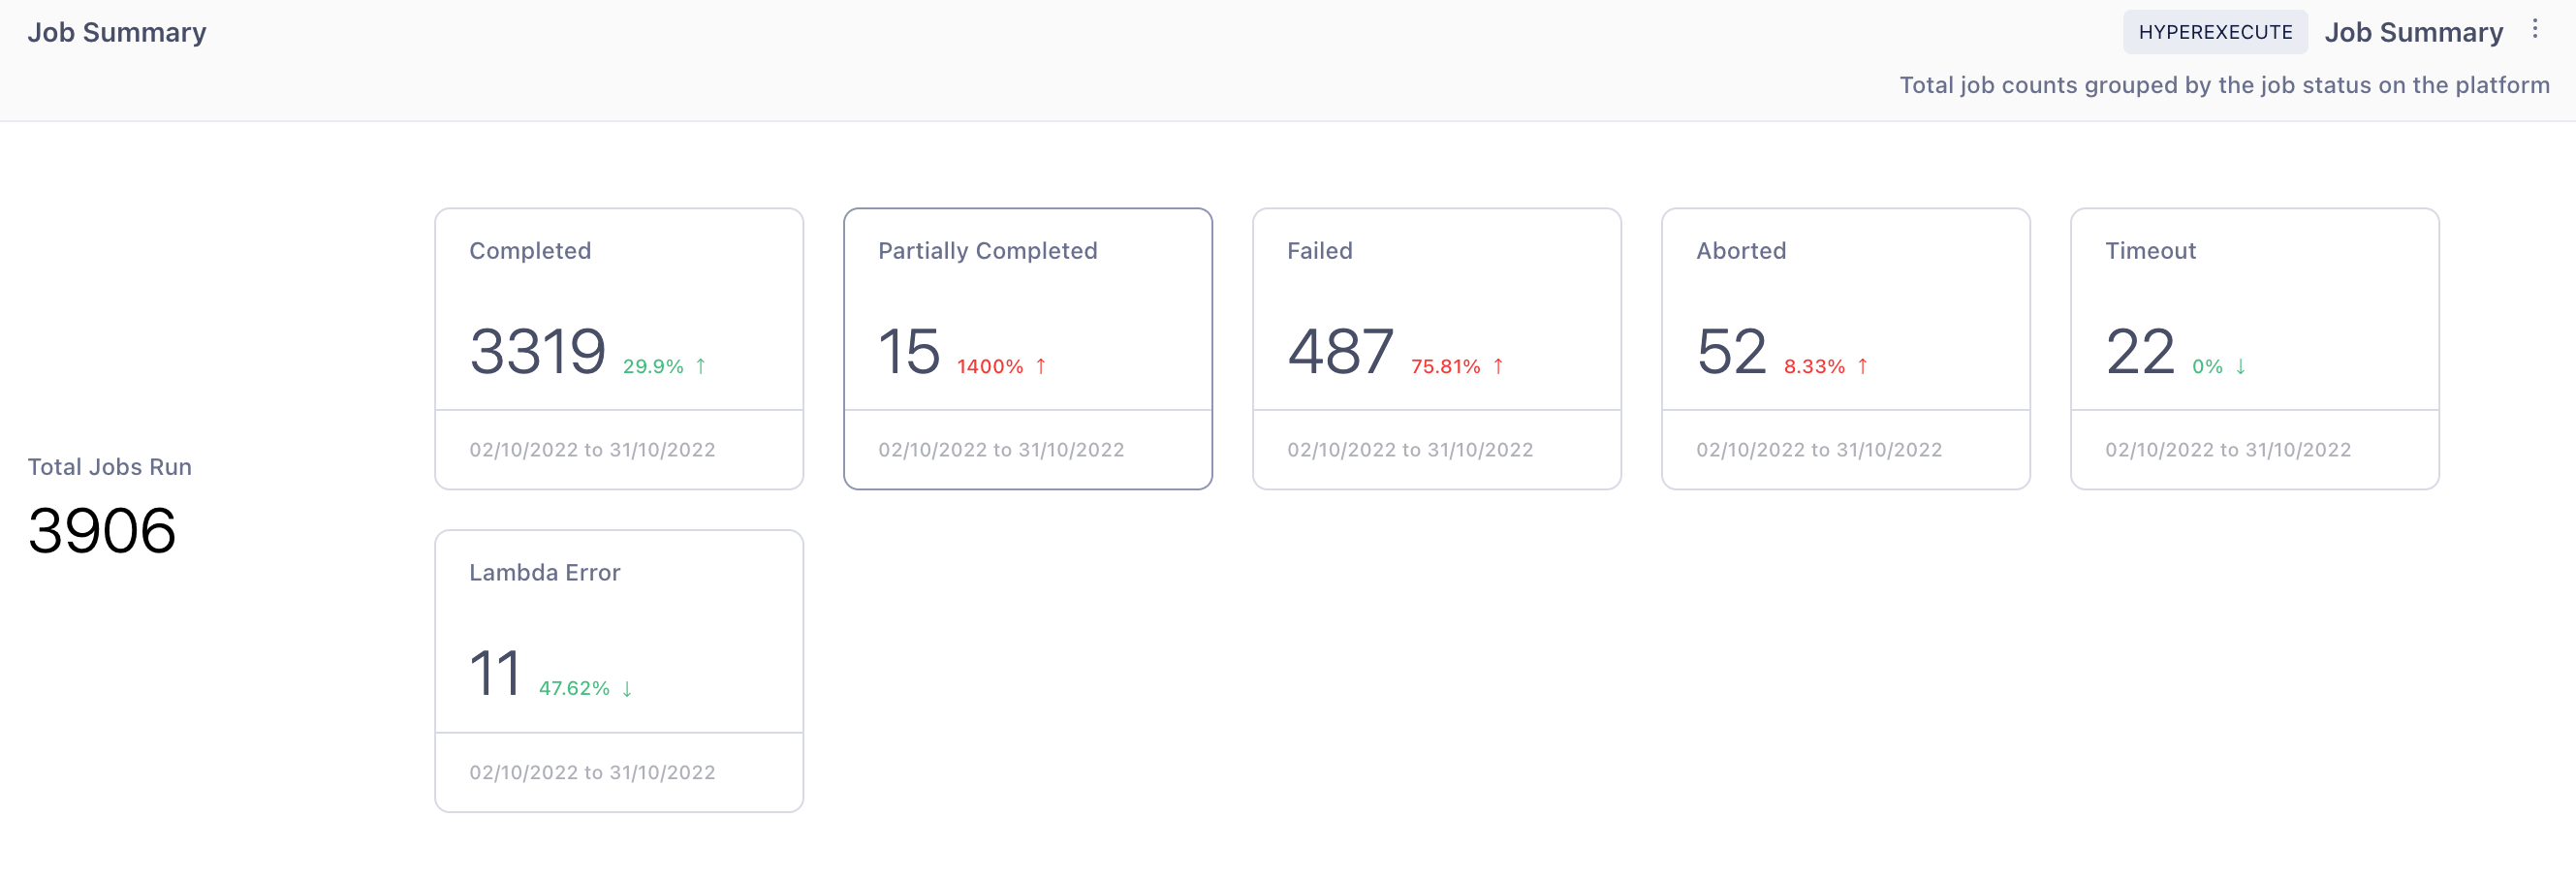 Job Summary
HYPEREXECUTE Job Summary
Total job counts grouped by the job status on the platform
Total Jobs Run
3906
Completed
3319 29.9% ↑
02/10/2022 to 31/10/2022
Partially Completed
15 1400% ↑
02/10/2022 to 31/10/2022
Failed
487 75.81% ↑
02/10/2022 to 31/10/2022
Aborted
52 8.33% ↑
02/10/2022 to 31/10/2022
Timeout
22 0% ↓
02/10/2022 to 31/10/2022
Lambda Error
11 47.62% ↓
02/10/2022 to 31/10/2022